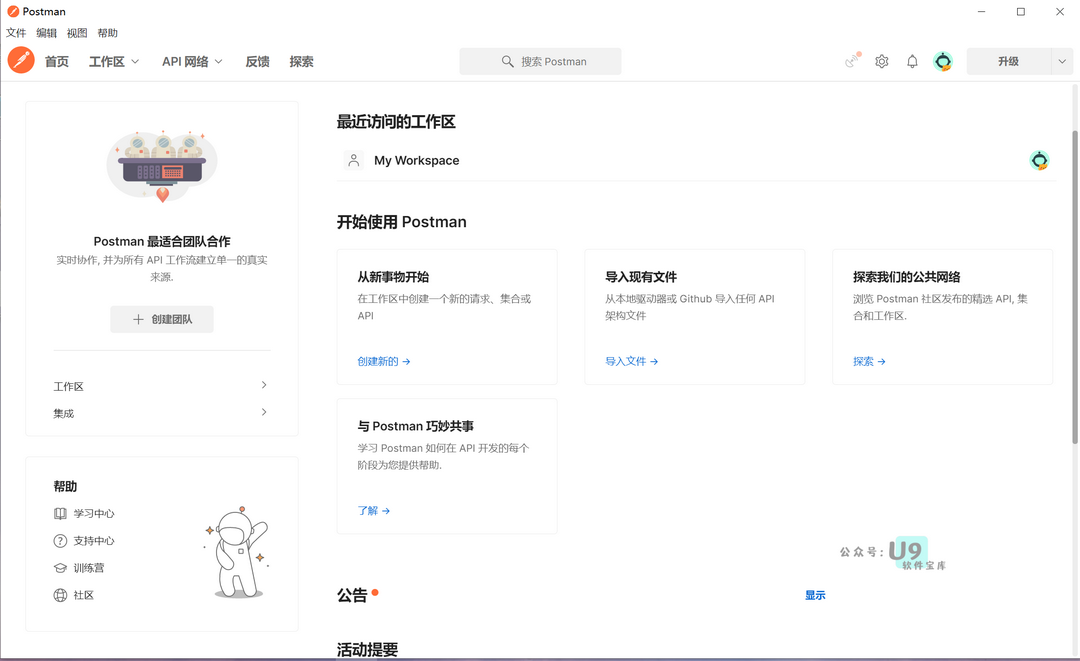 Postman
文件 编辑 视图 帮助
首页 工作区 API 网络 反馈 探索 搜索 Postman 升级
Postman 最适合团队合作
实时协作, 并为所有 API 工作流建立单一的真实
来源.
创建团队
工作区
集成
帮助
学习中心
支持中心
训练营
社区
最近访问的工作区
My Workspace
开始使用 Postman
从新事物开始
在工作区中创建一个新的请求、集合或
API
创建新的 →
导入现有文件
从本地驱动器或 Github 导入任何 API
架构文件
导入文件 →
探索我们的公共网络
浏览 Postman 社区发布的精选 API, 集
合和工作区.
探索 →
与 Postman 巧妙共事
学习 Postman 如何在 API 开发的每个
阶段为您提供帮助.
了解 →
公众号: U9
软件宝库
公告 显示
活动提要